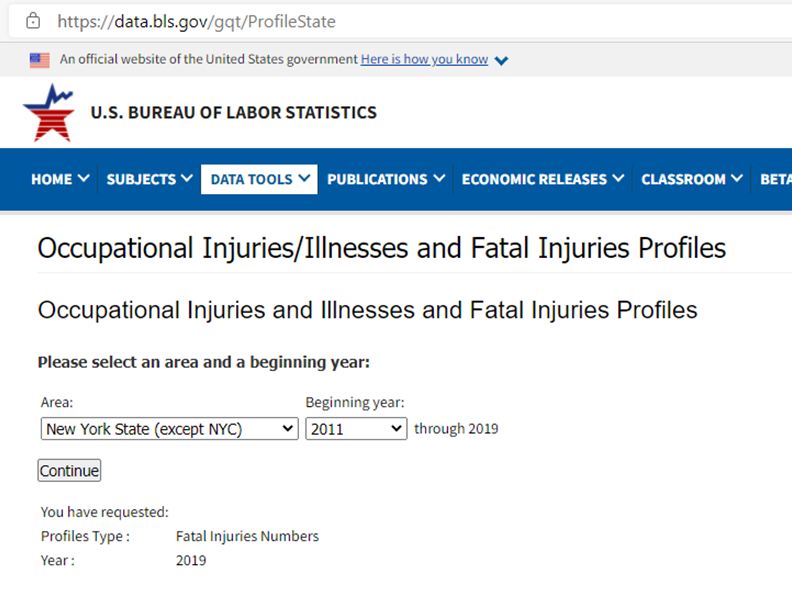 https://data.bls.gov/gqt/ProfileState
An official website of the United States government Here is how you know
U.S. BUREAU OF LABOR STATISTICS
HOME SUBJECTS DATA TOOLS PUBLICATIONS ECONOMIC RELEASES CLASSROOM BETA
Occupational Injuries/Illnesses and Fatal Injuries Profiles
Occupational Injuries and Illnesses and Fatal Injuries Profiles
Please select an area and a beginning year:
Area: Beginning year:
New York State (except NYC) 2011 through 2019
Continue
You have requested:
Profiles Type : Fatal Injuries Numbers
Year : 2019